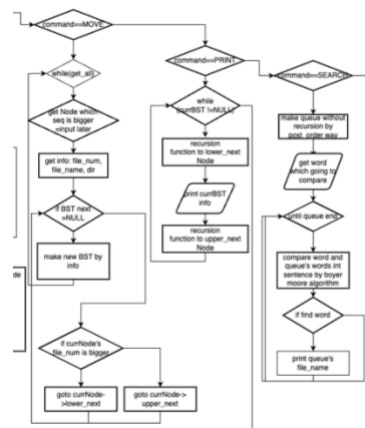 command==MOVE
while(get_all)
get Node which
seq is bigger
=input later
get info: file_num,
file_name, dir
if BST next
=NULL
make new BST by
info
if currNode's
file_num is bigger
goto currNode-
>lower_next
goto currNode->
upper_next
de
command==PRINT
while
(currBST !=NULL)
recursion
function to lower_next
Node
print currBST
info
recursion
function to upper_next
Node
command==SEARCH
make queue without
recursion by
post_order way
get word
which going to
compare
until queue end
compare word and
queue's words int
sentence by boyer
moore algorithm
if find word
print queue's
file_name